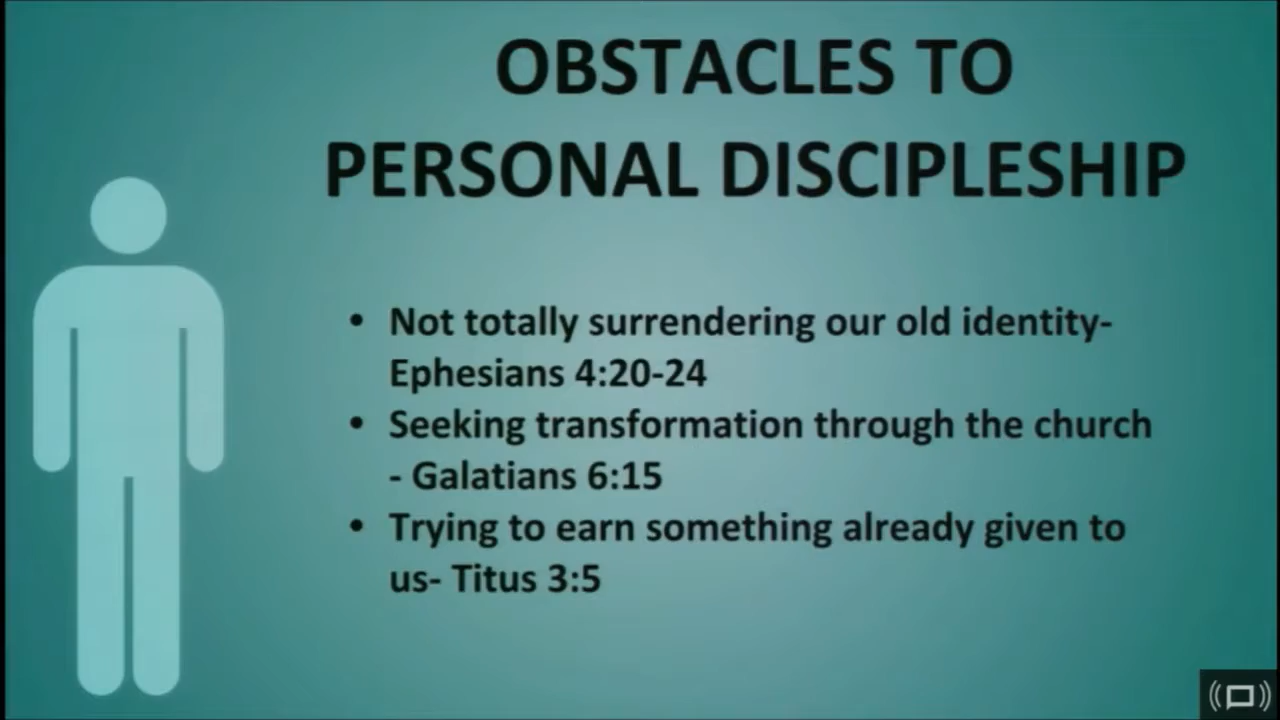 OBSTACLES TO
PERSONAL DISCIPLESHIP
• Not totally surrendering our old identity-
Ephesians 4:20-24
• Seeking transformation through the church
- Galatians 6:15
• Trying to earn something already given to
us- Titus 3:5